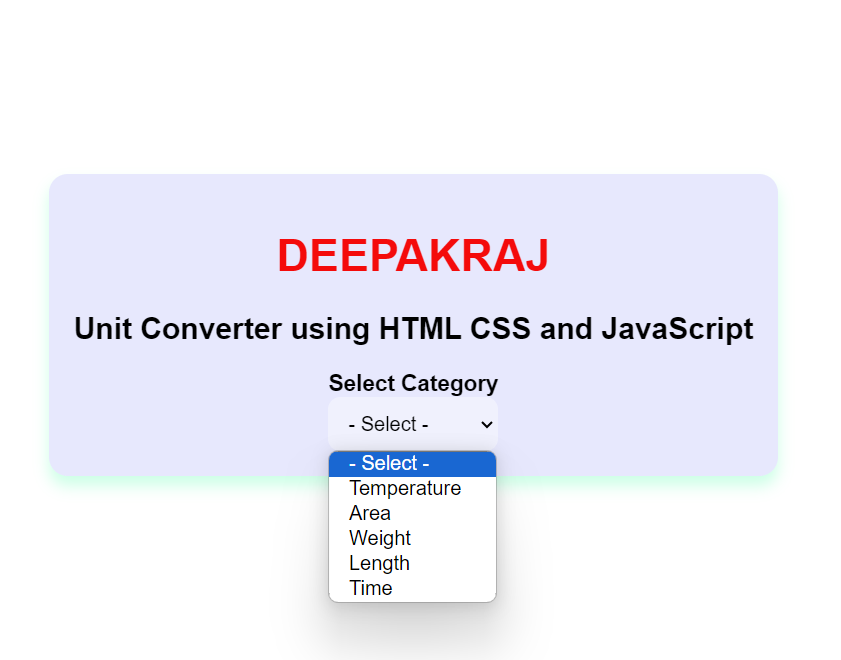 DEEPAKRAJ
Unit Converter using HTML CSS and JavaScript
Select Category
- Select -
- Select -
Temperature
Area
Weight
Length
Time